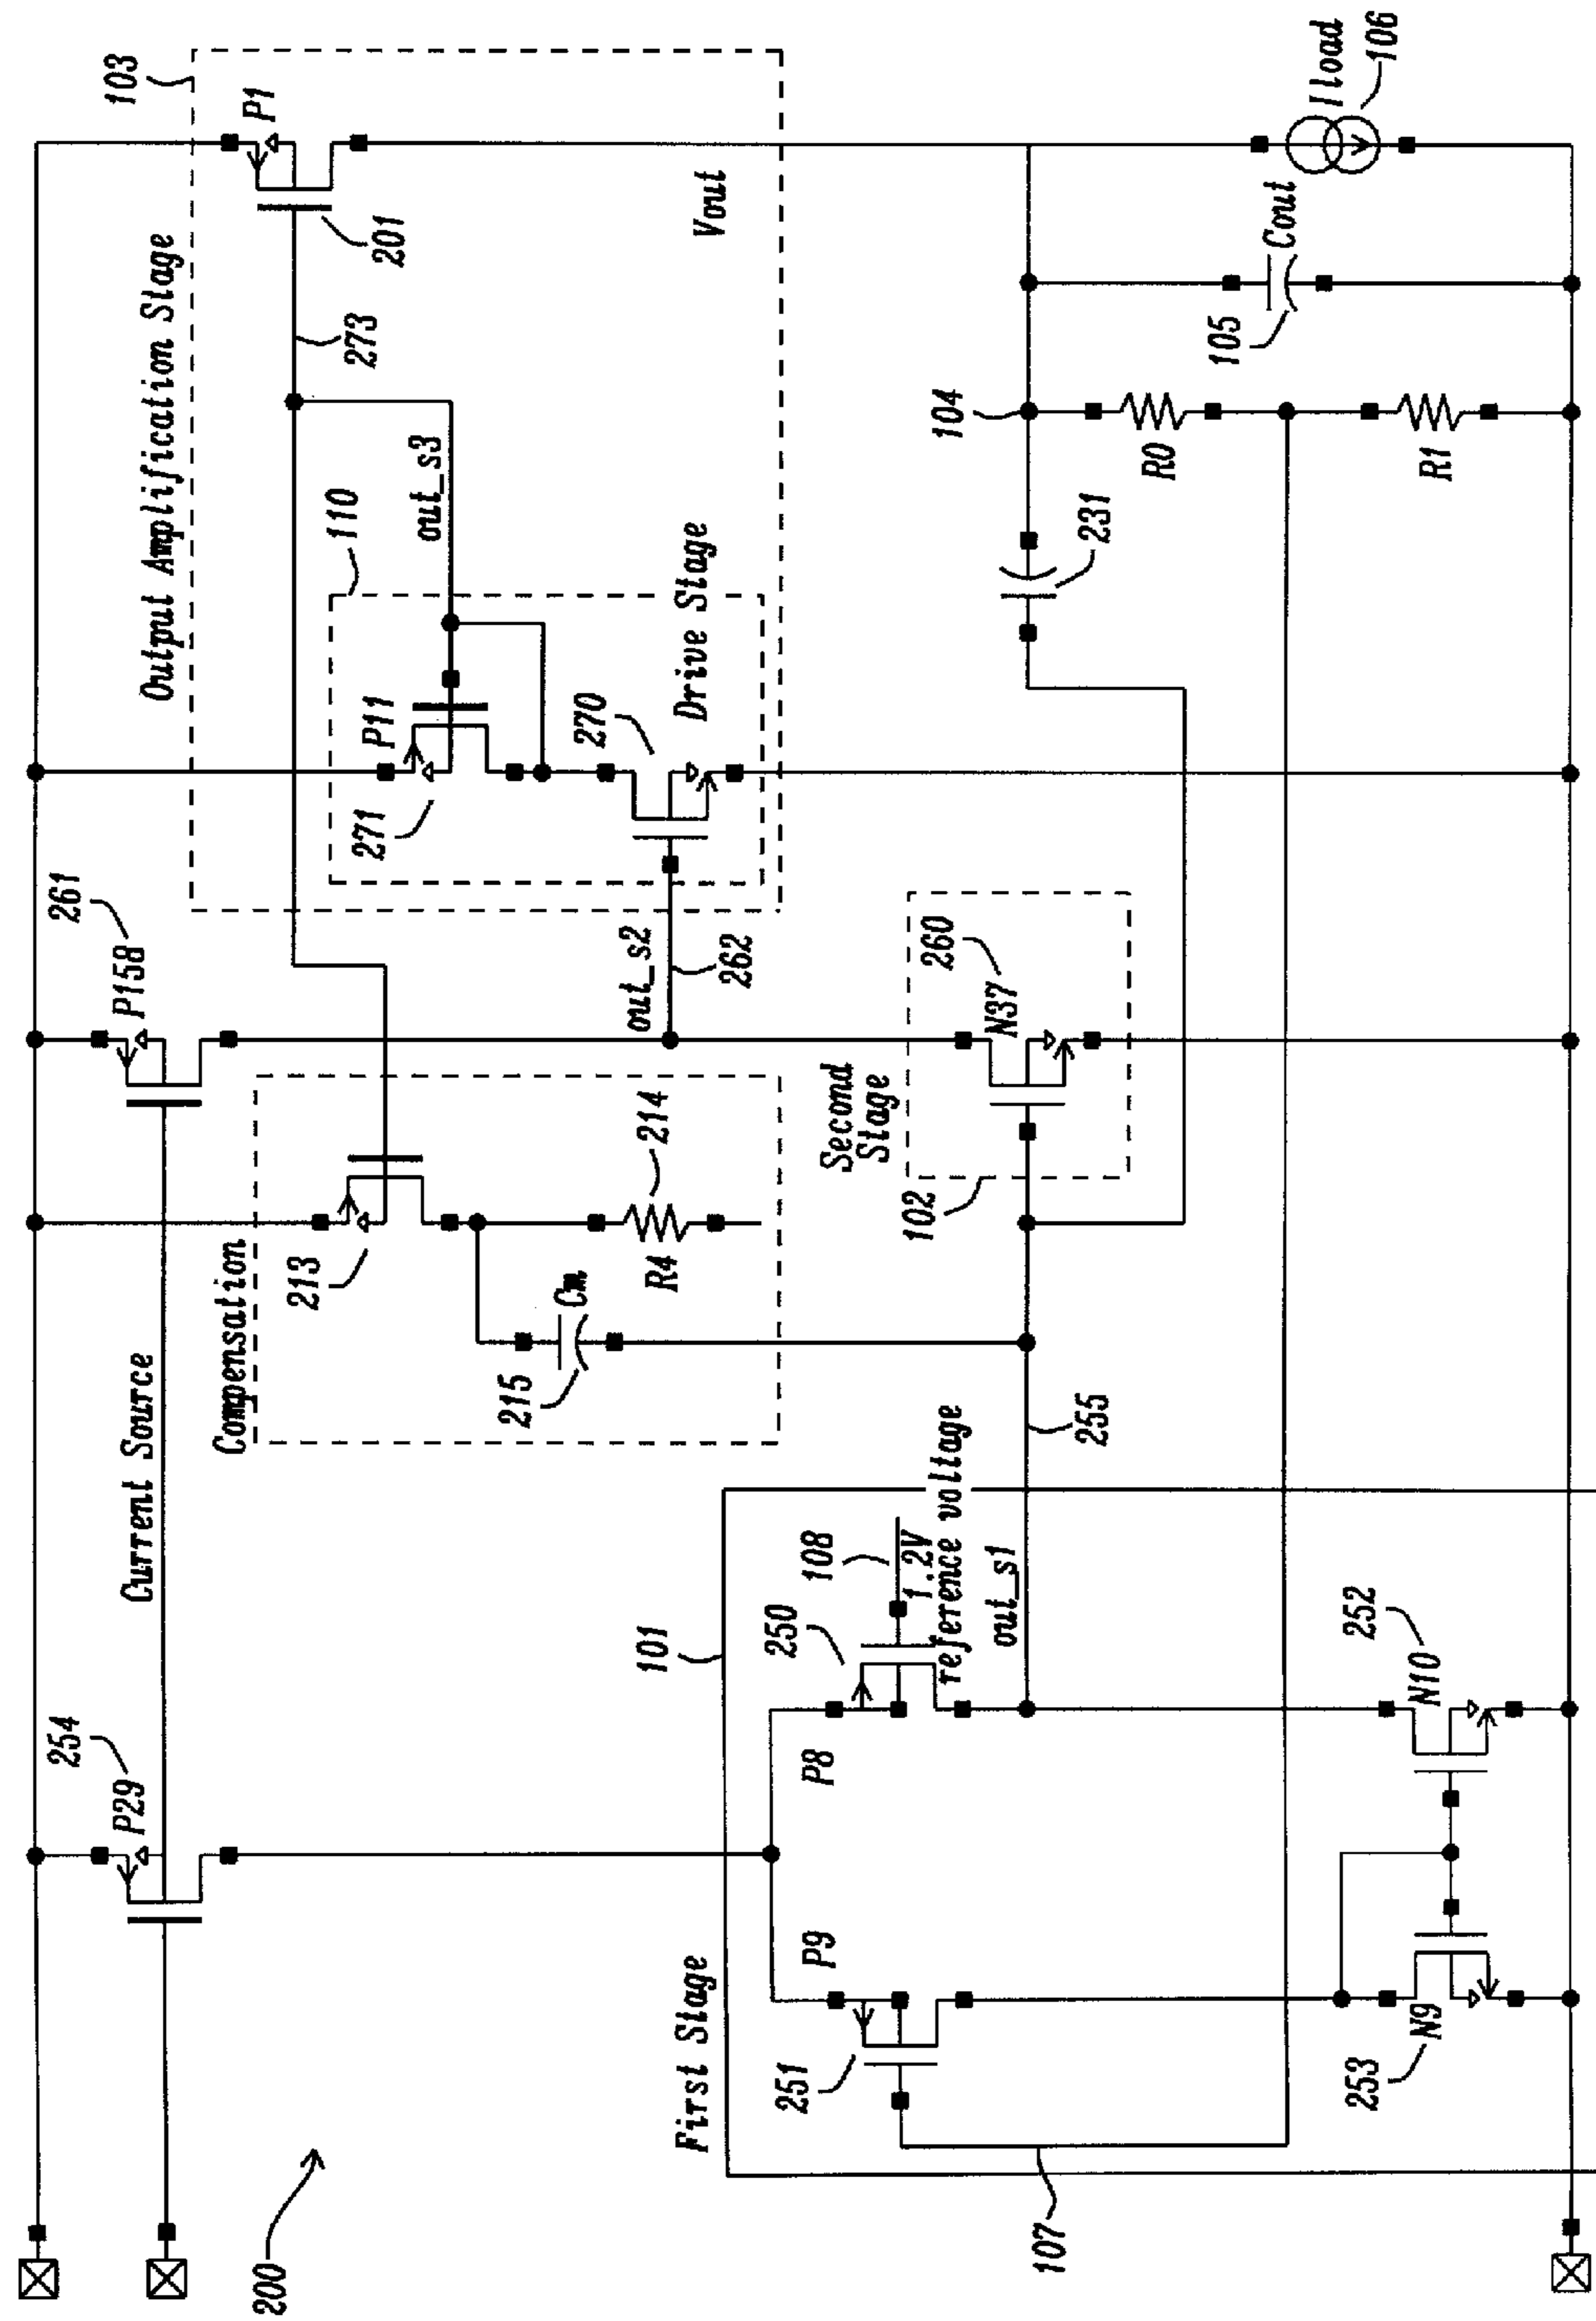 103
Output Amplification Stage
P1
201
273
Vout
110
out_s3
P11
271
270
Drive Stage
Iload
106
Cout
105
104
R0
R1
231
261
P158
out_s2
262
260
N37
Second
Stage
102
Compensation
213
214
R4
Cm
215
Current Source
254
P29
255
101
First Stage
P9
251
P8
250
108
1.2V
reference voltage
out_s1
252
N10
N9
253
107
200